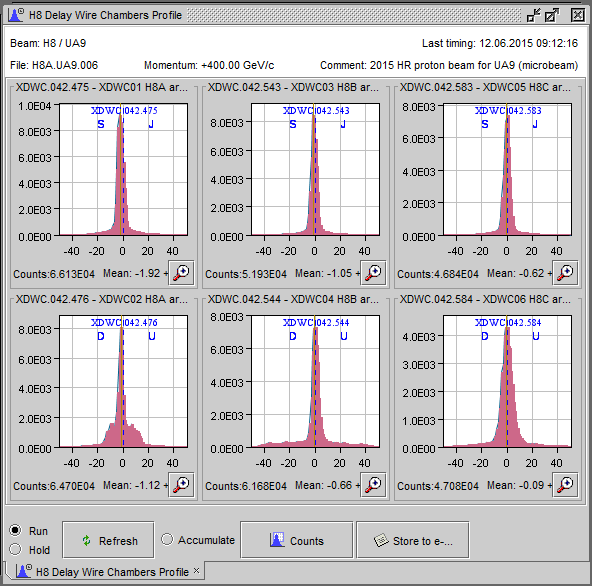 H8 Delay Wire Chambers Profile
Beam: H8 / UA9
Last timing: 12.06.2015 09:12:16
File: H8A.UA9.006
Momentum: +400.00 GeV/c
Comment: 2015 HR proton beam for UA9 (microbeam)
XDWC.042.475 - XDWC01 H8A ar...
XDWC.042.475
S J
1.0E04
8.0E03
6.0E03
4.0E03
2.0E03
0.0E00
-40 -20 0 20 40
Counts:6.613E04 Mean: -1.92 +
XDWC.042.543 - XDWC03 H8B ar...
XDWC.042.543
S J
8.0E03
6.0E03
4.0E03
2.0E03
0.0E00
-40 -20 0 20 40
Counts:5.193E04 Mean: -1.05 +
XDWC.042.583 - XDWC05 H8C ar...
XDWC.042.583
S J
8.0E03
6.0E03
4.0E03
2.0E03
0.0E00
-40 -20 0 20 40
Counts:4.684E04 Mean: -0.62 +
XDWC.042.476 - XDWC02 H8A ar...
XDWC.042.476
D U
8.0E03
6.0E03
4.0E03
2.0E03
0.0E00
-40 -20 0 20 40
Counts:6.470E04 Mean: -1.12 +
XDWC.042.544 - XDWC04 H8B ar...
XDWC.042.544
D U
8.0E03
6.0E03
4.0E03
2.0E03
0.0E00
-40 -20 0 20 40
Counts:6.168E04 Mean: -0.66 +
XDWC.042.584 - XDWC06 H8C ar...
XDWC.042.584
D U
4.0E03
3.0E03
2.0E03
1.0E03
0.0E00
-40 -20 0 20 40
Counts:4.708E04 Mean: -0.09 +
Run
Hold
Refresh
Accumulate
Counts
Store to e-...
H8 Delay Wire Chambers Profile